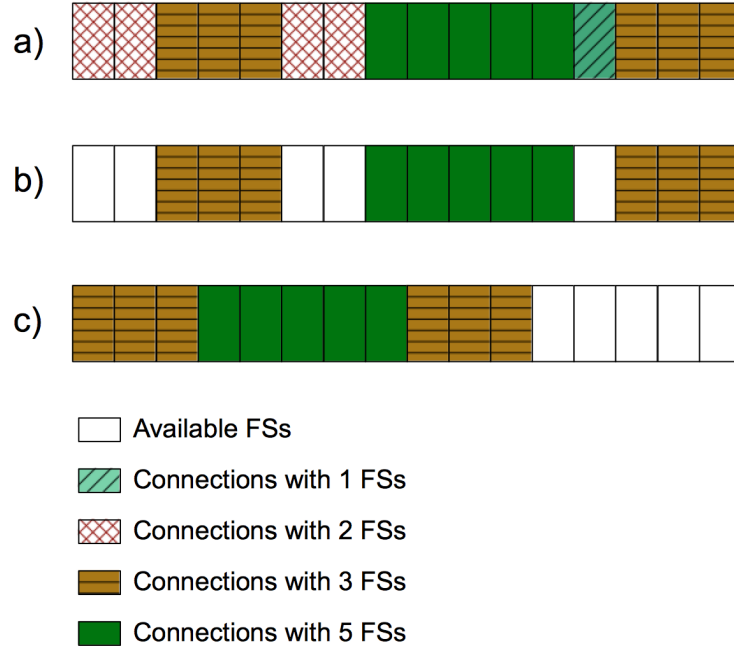 a)
b)
c)
Available FSs
Connections with 1 FSs
Connections with 2 FSs
Connections with 3 FSs
Connections with 5 FSs